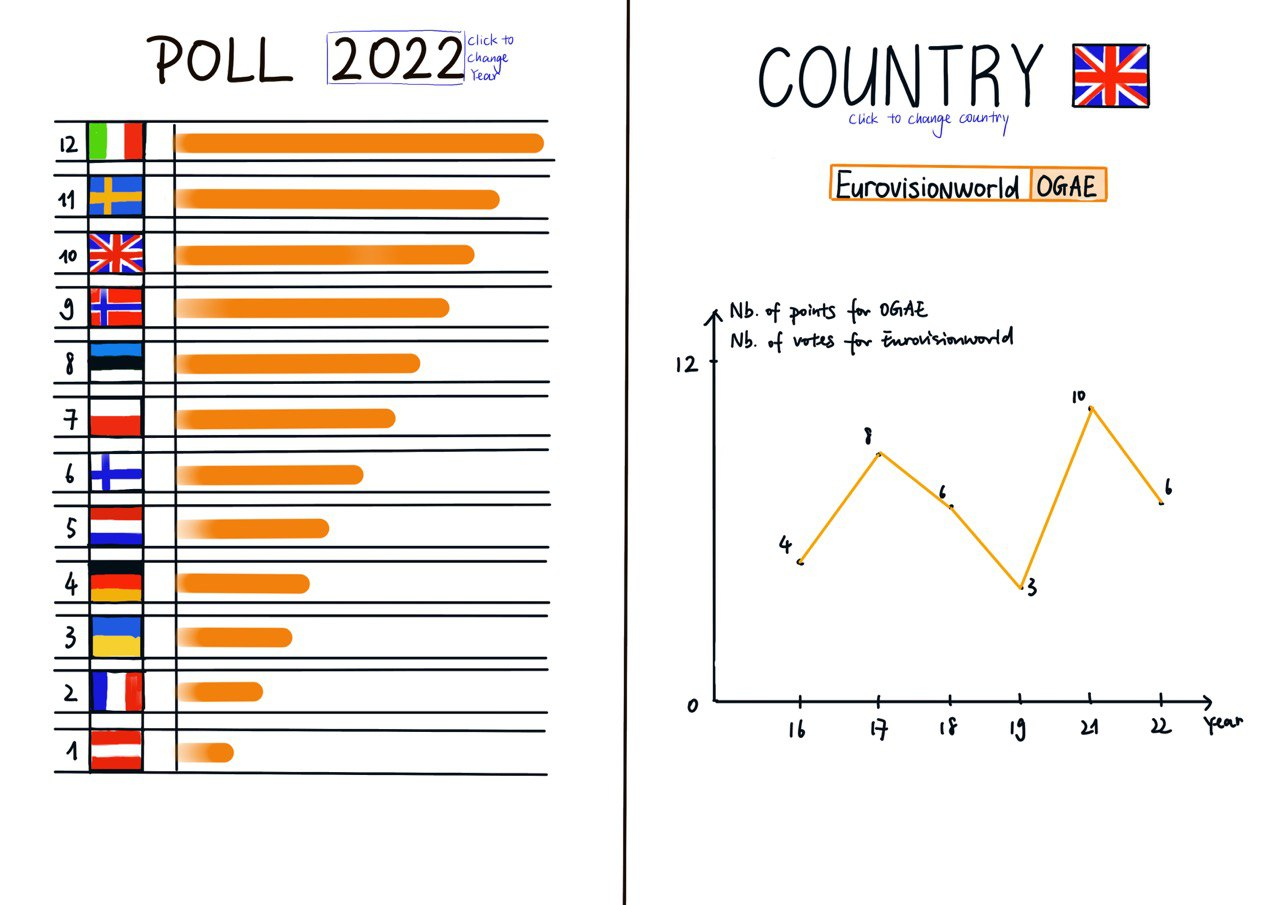 POLL 2022
Click to
change
Year
12
11
10
9
8
7
6
5
4
3
2
1
COUNTRY
Click to change country
Eurovisionworld OGAE
Nb. of points for OGAE
Nb. of votes for Eurovisionworld
12
10
8
6
6
4
3
0
16 17 18 19 21 22 Year